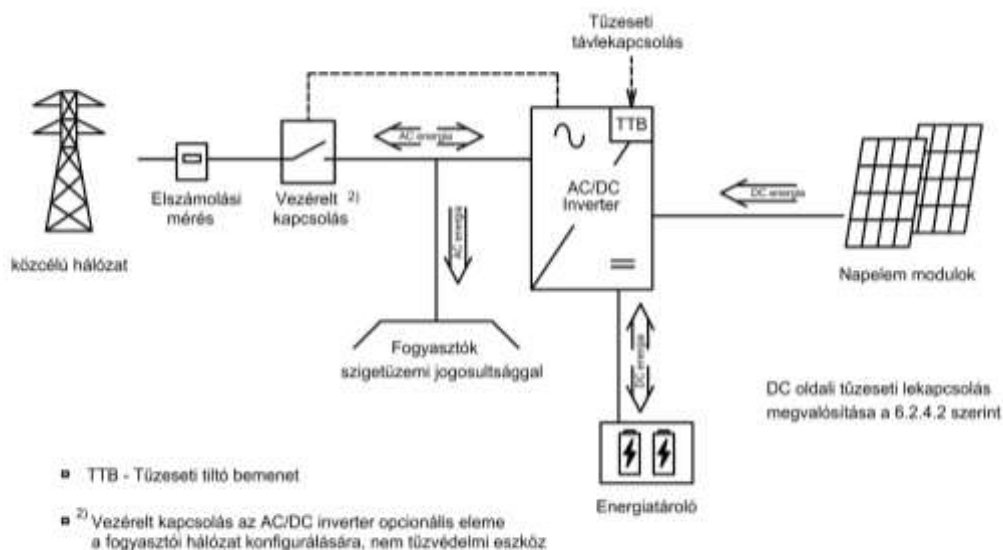 Tűzeseti
távlekapcsolás
TTB
AC energia
AC/DC
Inverter
DC energia
Elszámolási
mérés
Vezérelt 2)
kapcsolás
AC energia
közcélú hálózat
Napelem modulok
Fogyasztók
szigetüzemi jogosultsággal
DC energia
DC oldali tűzeseti lekapcsolás
megvalósítása a 6.2.4.2 szerint
TTB - Tűzeseti tiltó bemenet
Energiatároló
2) Vezérelt kapcsolás az AC/DC inverter opcionális eleme
a fogyasztói hálózat konfigurálására, nem tűzvédelmi eszköz